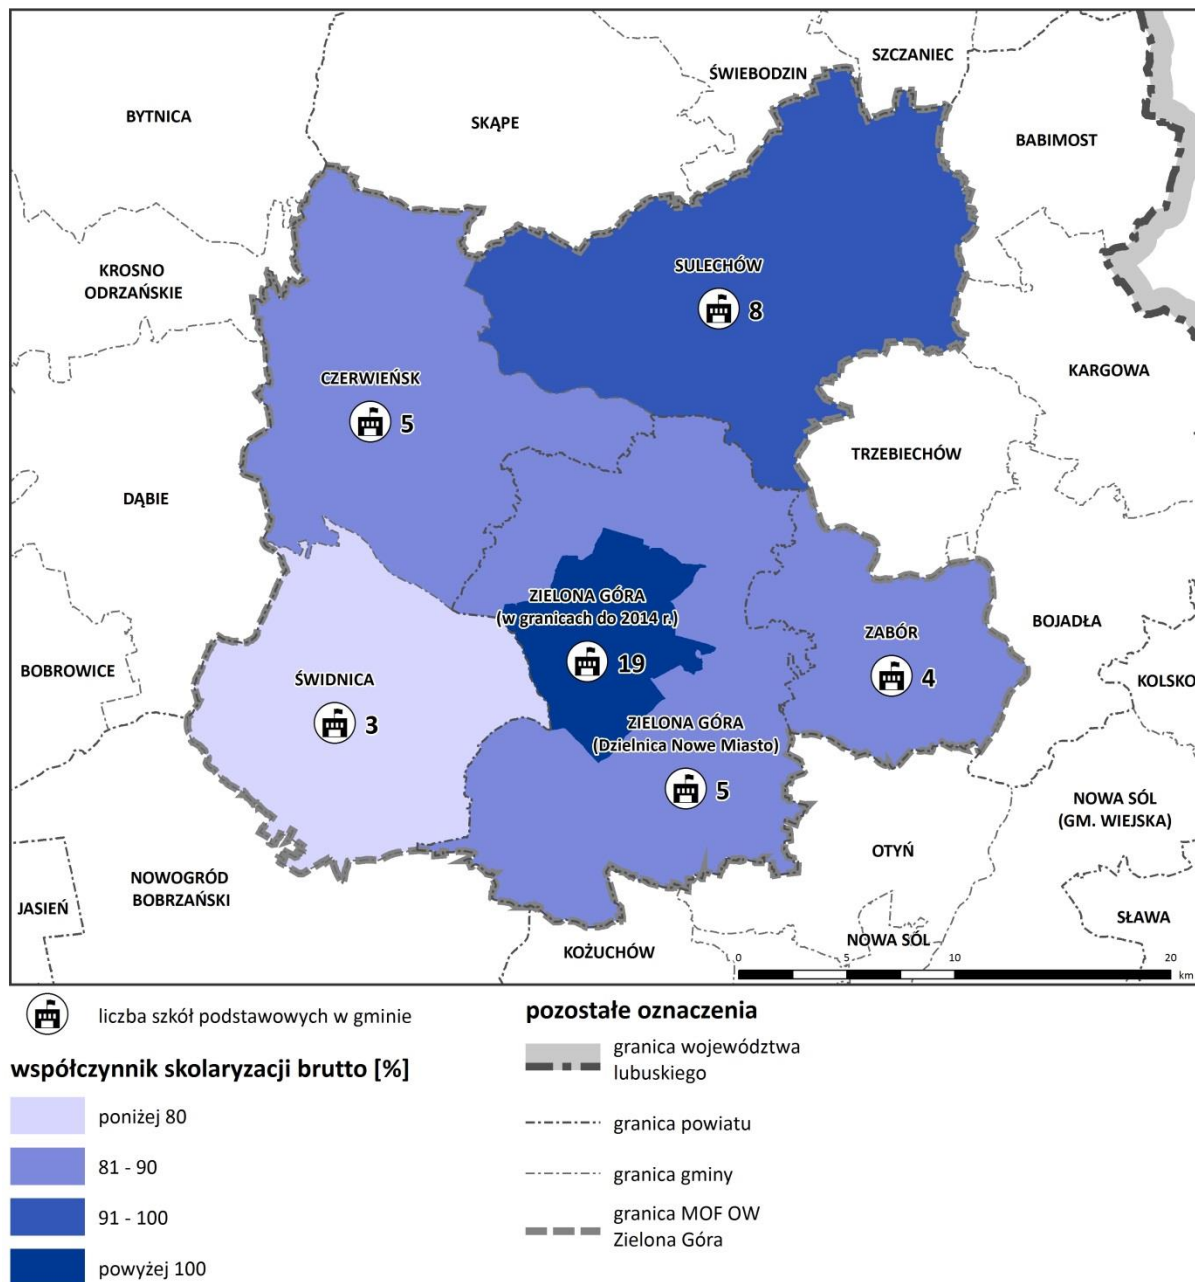 SZCZANIEC
ŚWIEBODZIN
BYTNICA
SKĄPE
BABIMOST
SULECHÓW
8
KROSNO
ODRZAŃSKIE
KARGOWA
CZERWIEŃSK
5
TRZEBIECHÓW
DĄBIE
ZIELONA GÓRA
(w granicach do 2014 r.)
19
ZABÓR
4
BOJADŁA
BOBROWICE
KOLSKO
ŚWIDNICA
3
ZIELONA GÓRA
(Dzielnica Nowe Miasto)
5
NOWA SÓL
(GM. WIEJSKA)
OTYŃ
NOWOGRÓD
BOBRZAŃSKI
JASIEŃ
SŁAWA
KOŻUCHÓW
NOWA SÓL
0 5 10 20
km
liczba szkół podstawowych w gminie
współczynnik skolaryzacji brutto [%]
poniżej 80
81 - 90
91 - 100
powyżej 100
pozostałe oznaczenia
granica województwa
lubuskiego
granica powiatu
granica gminy
granica MOF OW
Zielona Góra